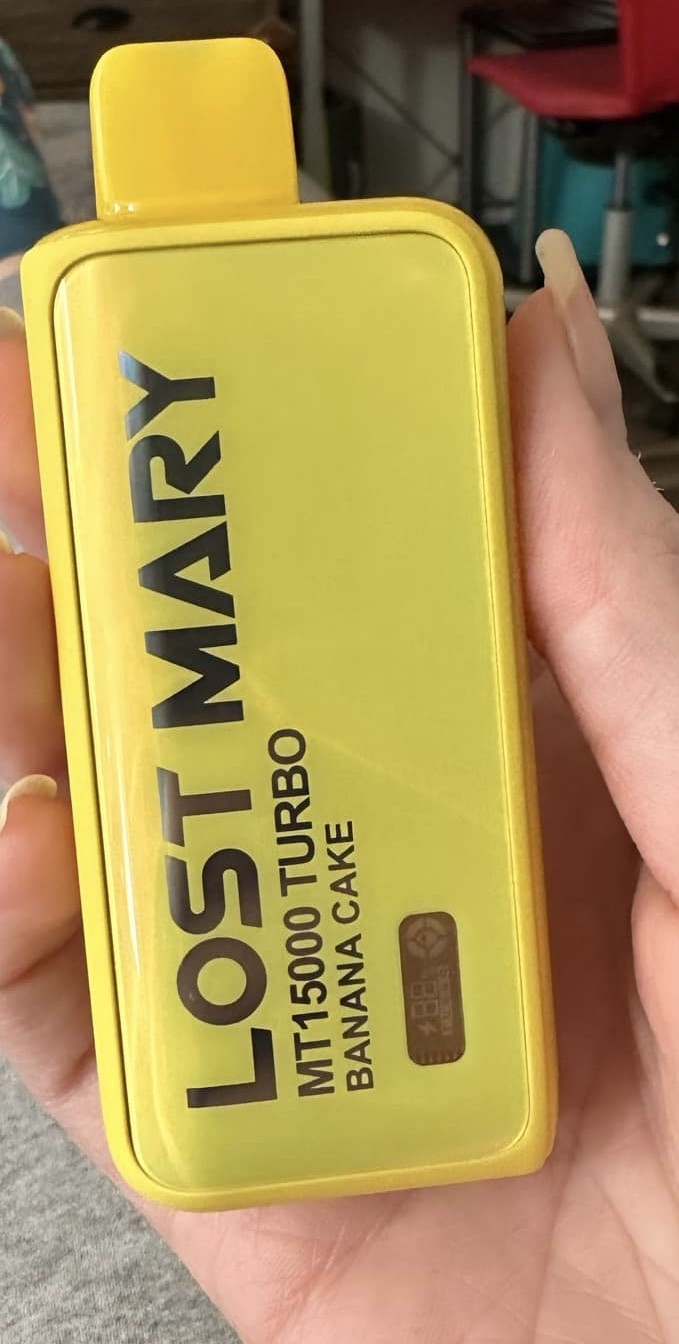 LOST MARY
MT15000 TURBO
BANANA CAKE